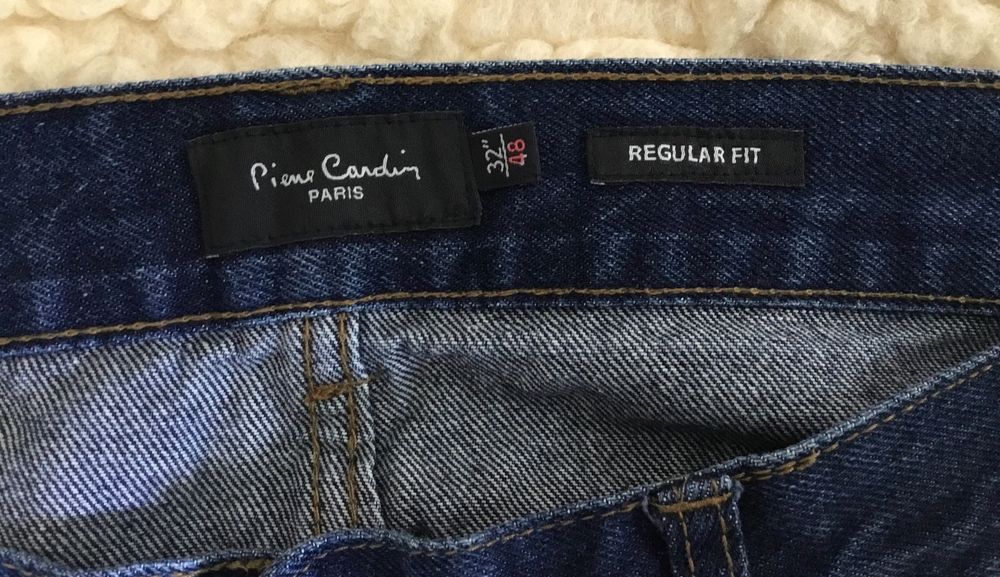 Pierre Cardin
PARIS
32"
48
REGULAR FIT